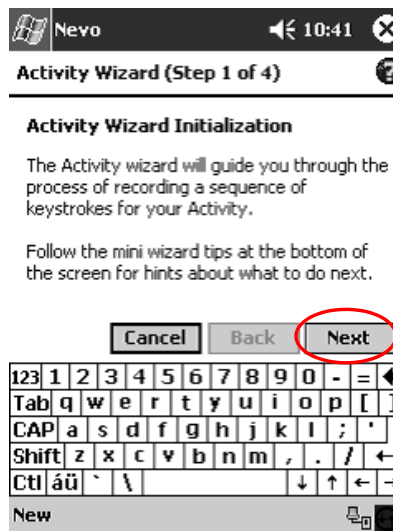 Nevo 10:41
Activity Wizard (Step 1 of 4)
Activity Wizard Initialization
The Activity wizard will guide you through the
process of recording a sequence of
keystrokes for your Activity.
Follow the mini wizard tips at the bottom of
the screen for hints about what to do next.
Cancel Back Next
123 1 2 3 4 5 6 7 8 9 0 - =
Tab q w e r t y u i o p [ ]
CAP a s d f g h j k l ; '
Shift z x c v b n m , . / ←
Ctl áü ` \ ↓ ↑ ← →
New